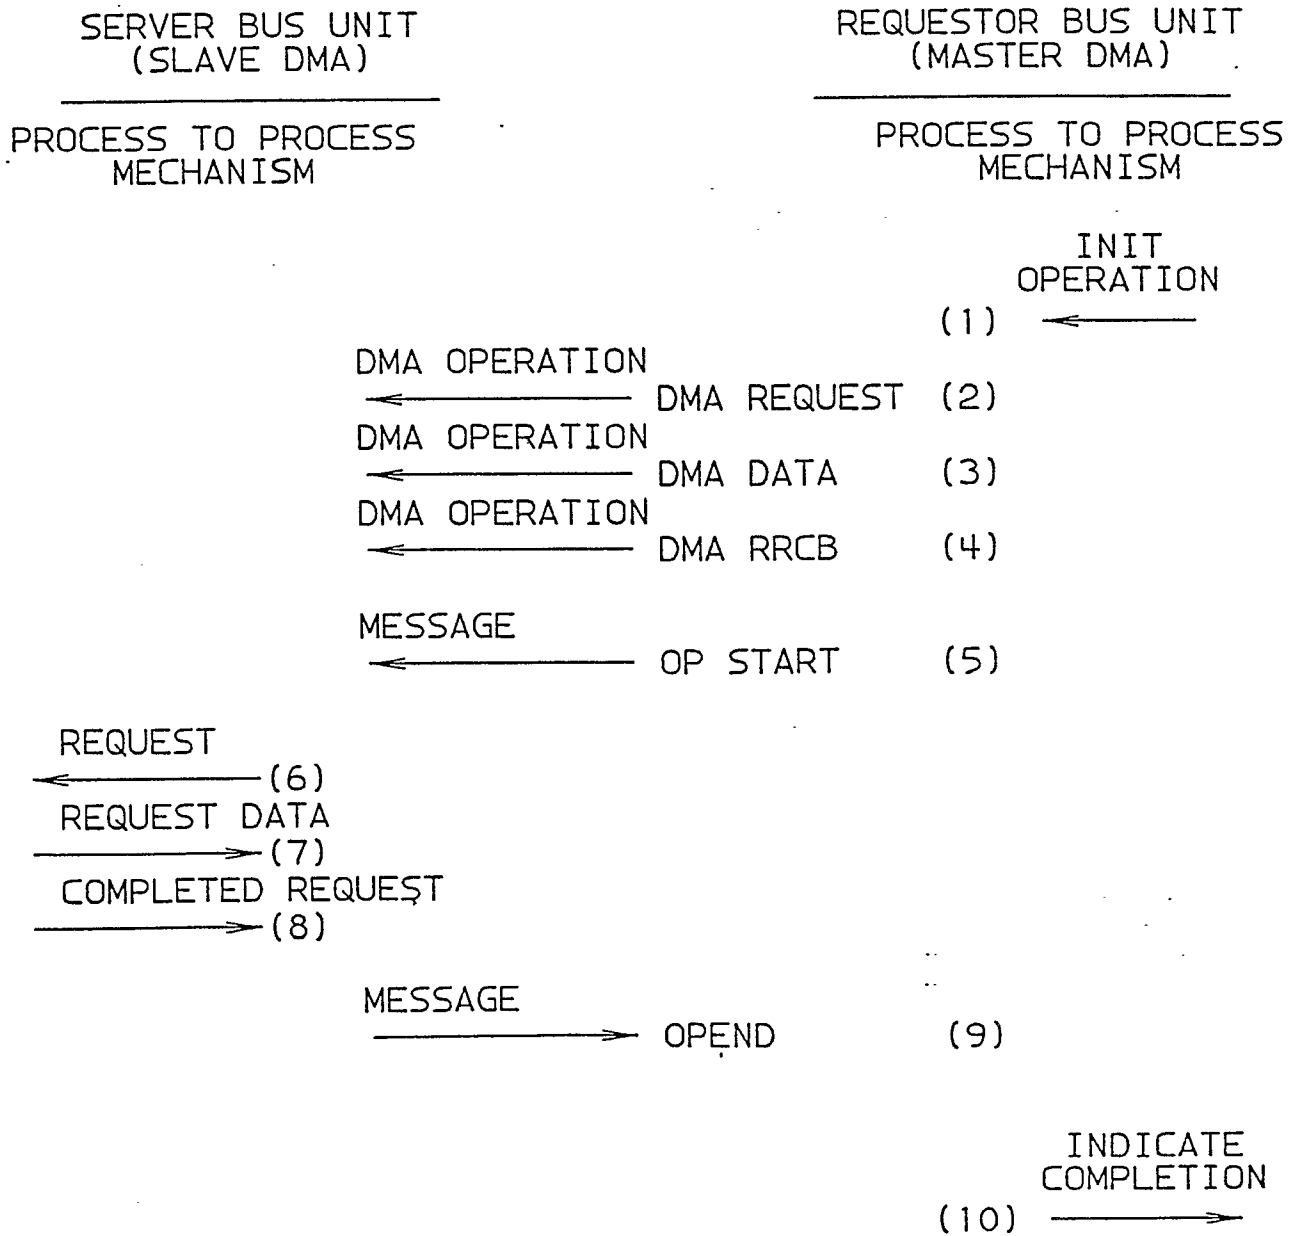 SERVER BUS UNIT
(SLAVE DMA)
PROCESS TO PROCESS
MECHANISM
REQUESTOR BUS UNIT
(MASTER DMA)
PROCESS TO PROCESS
MECHANISM
INIT
OPERATION
(1)
DMA OPERATION
DMA REQUEST (2)
DMA OPERATION
DMA DATA (3)
DMA OPERATION
DMA RRCB (4)
MESSAGE
OP START (5)
REQUEST
(6)
REQUEST DATA
(7)
COMPLETED REQUEST
(8)
MESSAGE
OPEND (9)
INDICATE
COMPLETION
(10)